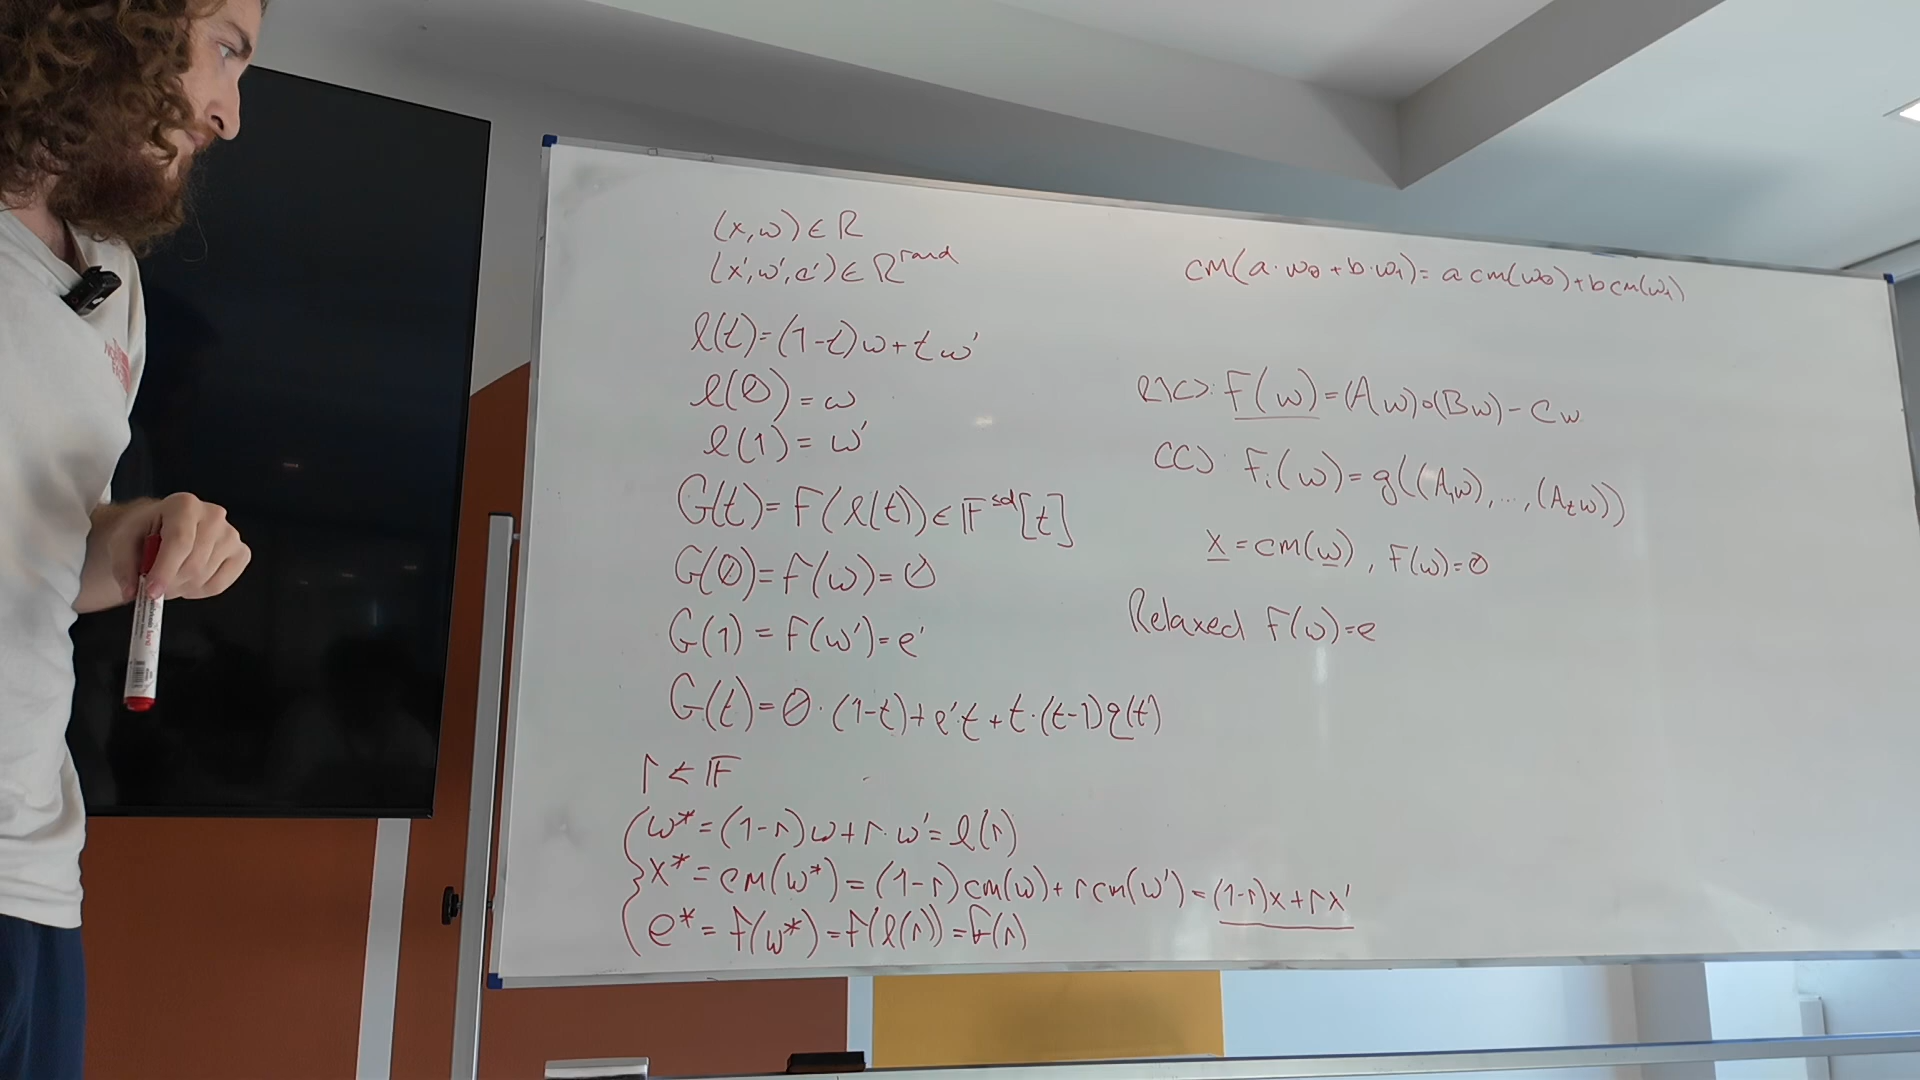 (x,w)∈R
(x',w',e')∈R^rand
l(t)=(1-t)w+tw'
l(0)=w
l(1)=w'
G(t)=F(l(t))∈F^≤d[t]
G(0)=F(w)=0
G(1)=F(w')=e'
G(t)=0·(1-t)+e'·t+t·(t-1)q(t)
r←F
w*=(1-r)w+r·w'=l(r)
x*=cm(w*)=(1-r)cm(w)+r cm(w')=(1-r)x+rx'
e*=F(w*)=F(l(r))=G(r)
cm(a·w₀+b·w₁)=a cm(w₀)+b cm(w₁)
R1CS: F(w)=(Aw)∘(Bw)-Cw
CCS: Fᵢ(w)=g((A₁w),...,(Aₜw))
x=cm(w), F(w)=0
Relaxed F(w)=e